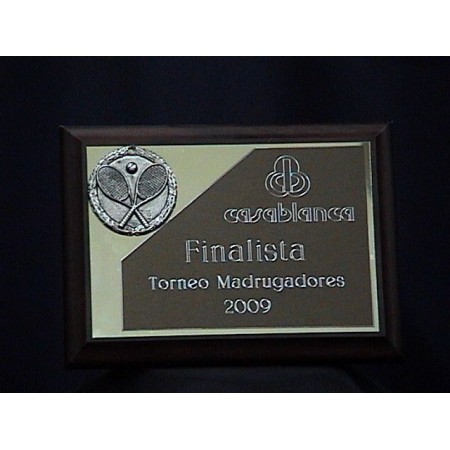 casablanca
Finalista
Torneo Madrugadores
2009